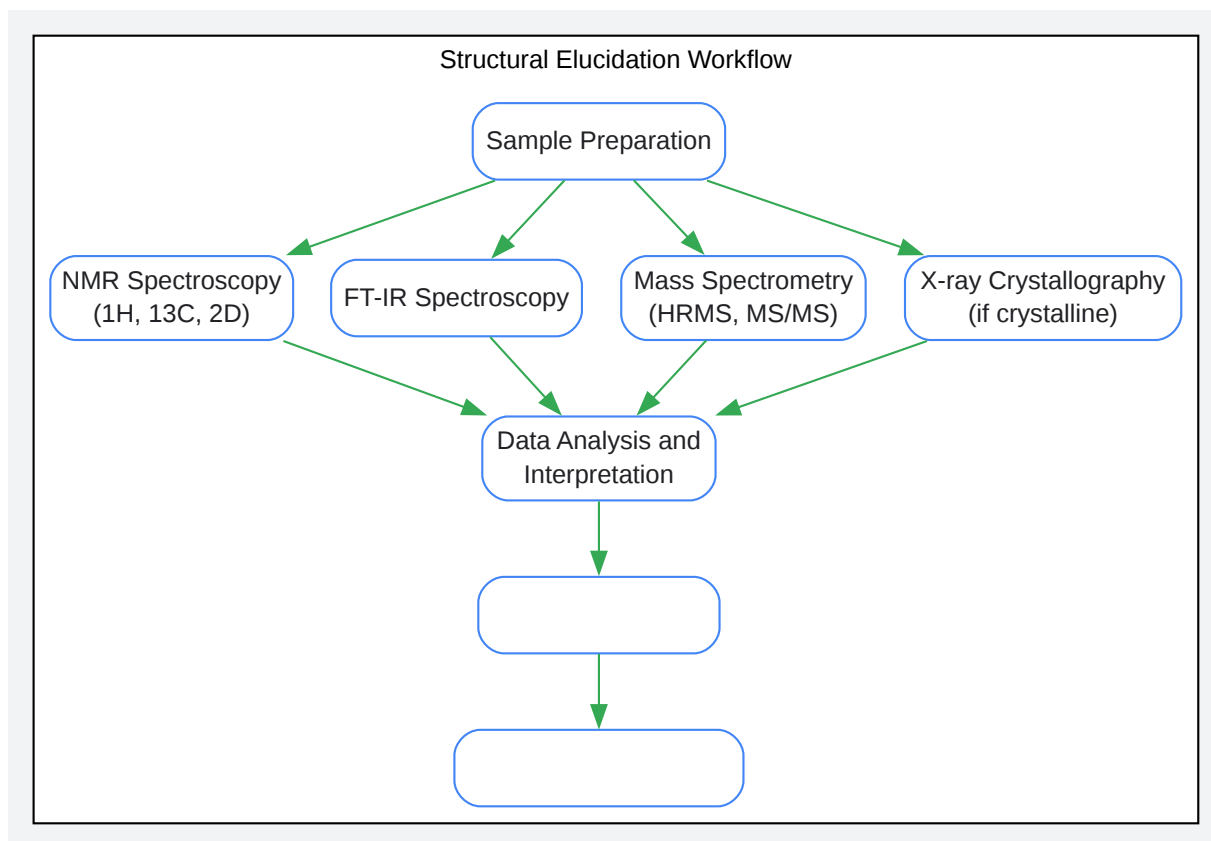 Structural Elucidation Workflow
Sample Preparation
NMR Spectroscopy
(1H, 13C, 2D)
FT-IR Spectroscopy
Mass Spectrometry
(HRMS, MS/MS)
X-ray Crystallography
(if crystalline)
Data Analysis and
Interpretation